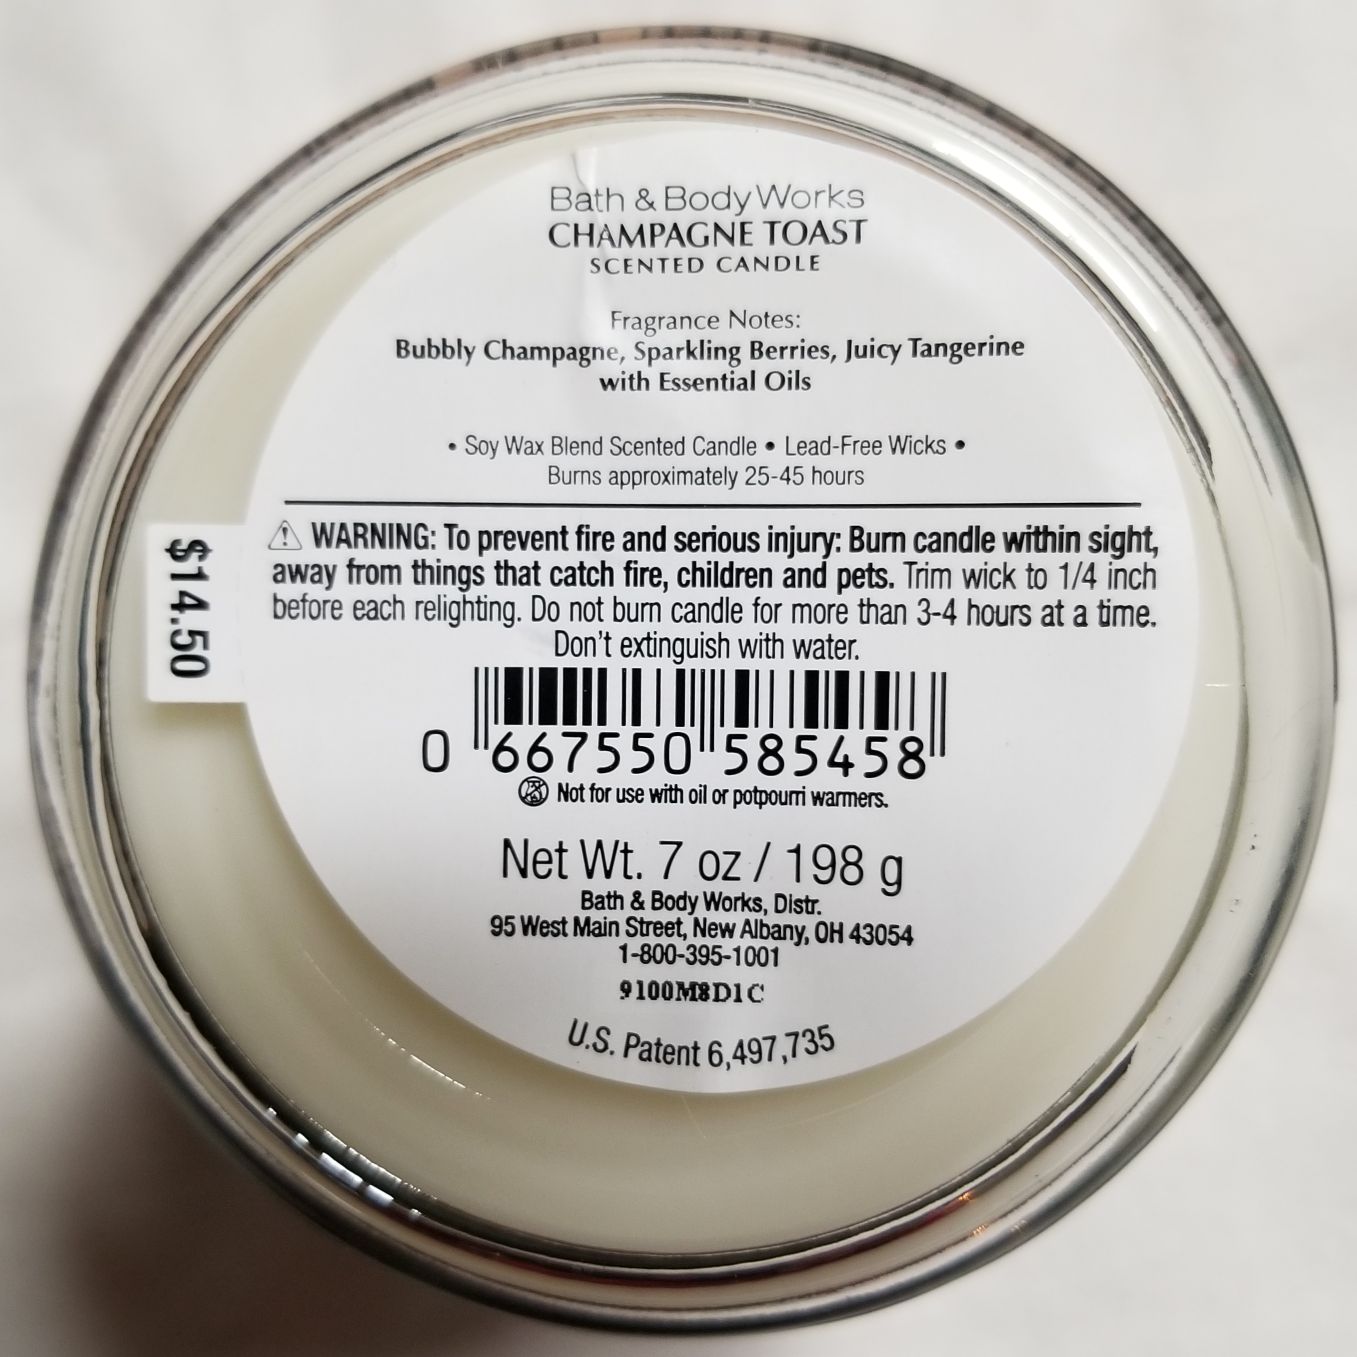 Bath & Body Works
CHAMPAGNE TOAST
SCENTED CANDLE
Fragrance Notes:
Bubbly Champagne, Sparkling Berries, Juicy Tangerine
with Essential Oils
• Soy Wax Blend Scented Candle • Lead-Free Wicks •
Burns approximately 25-45 hours
⚠ WARNING: To prevent fire and serious injury: Burn candle within sight,
away from things that catch fire, children and pets. Trim wick to 1/4 inch
before each relighting. Do not burn candle for more than 3-4 hours at a time.
Don't extinguish with water.
$14.50
0 667550 585458
Not for use with oil or potpourri warmers.
Net Wt. 7 oz / 198 g
Bath & Body Works, Distr.
95 West Main Street, New Albany, OH 43054
1-800-395-1001
9100M8D1C
U.S. Patent 6,497,735